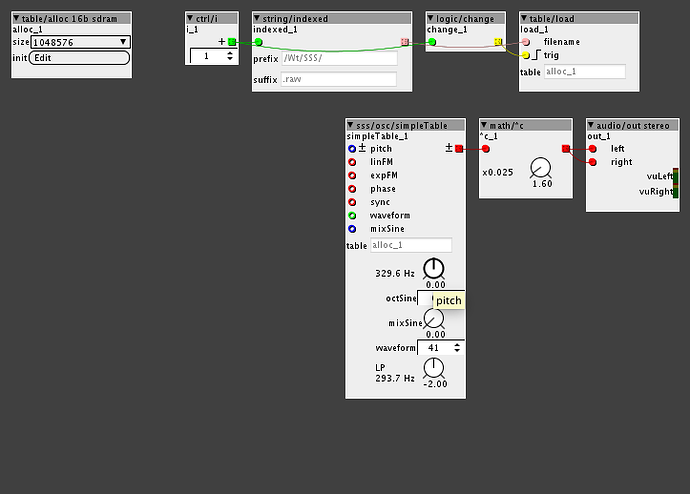 table/alloc 16b sdram
alloc_1
size 1048576
init Edit
ctrl/i
i_1
+
1
string/indexed
indexed_1
prefix /Wt/SSS/
suffix .raw
logic/change
change_1
table/load
load_1
filename
trig
table alloc_1
sss/osc/simpleTable
simpleTable_1
± pitch ±
linFM
expFM
phase
sync
waveform
mixSine
table alloc_1
329.6 Hz
0.00
octSine
pitch
mixSine
0.00
waveform 41
LP
293.7 Hz
-2.00
math/*c
*c_1
x0.025
1.60
audio/out stereo
out_1
left
right
vuLeft
vuRight